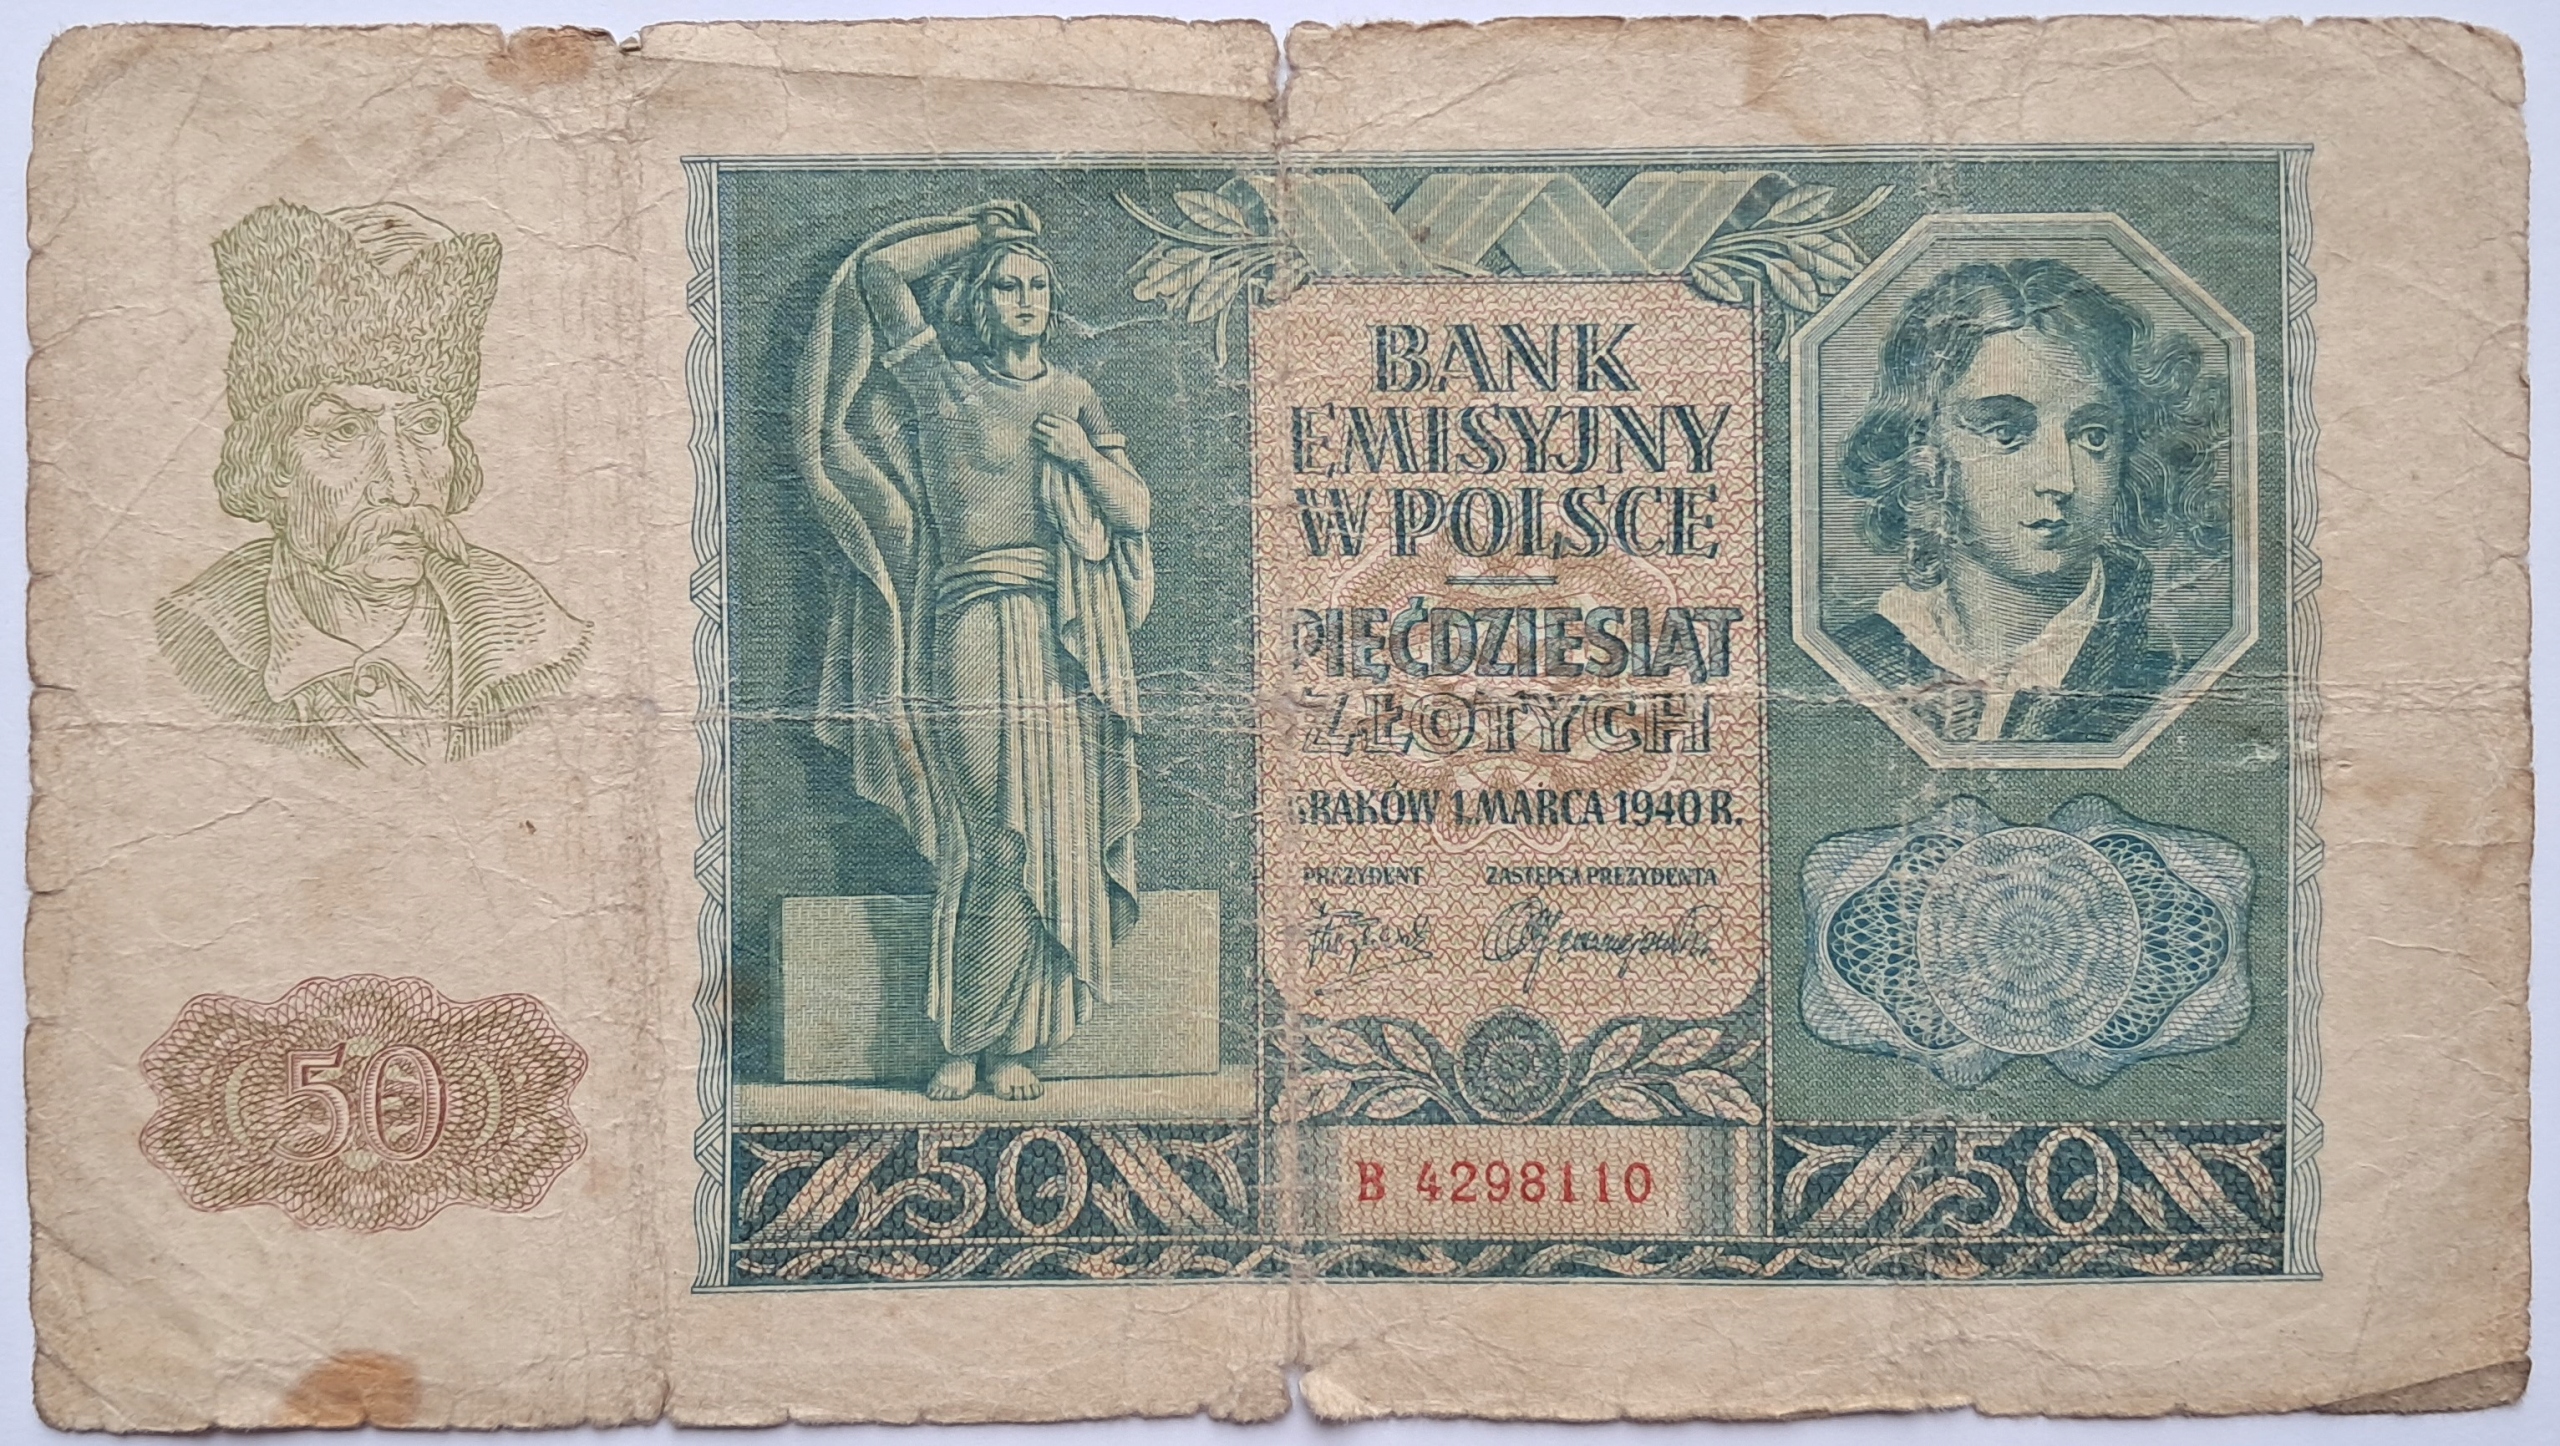 BANK
EMISYJNY
W POLSCE
PIĘĆDZIESIĄT
ZŁOTYCH
KRAKÓW 1. MARCA 1940 R.
PREZYDENT ZASTĘPCA PREZYDENTA
50
50 B 4298110 50